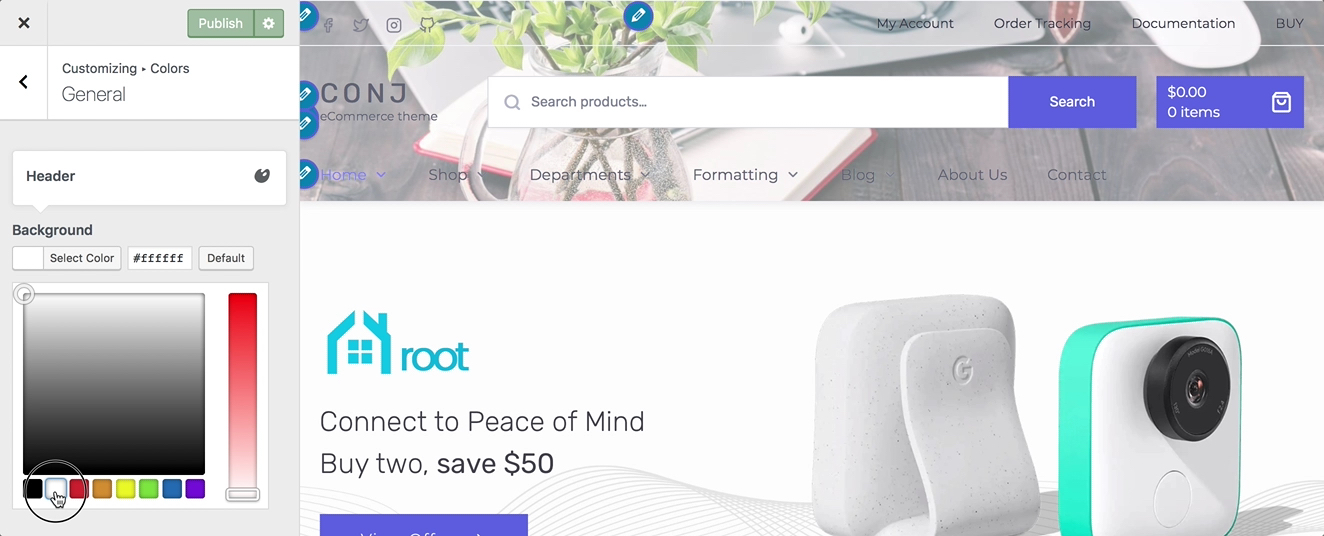 Publish
Customizing ▸ Colors
General
Header
Background
Select Color
#ffffff
Default
My Account
Order Tracking
Documentation
BUY
CONJ
eCommerce theme
Search products...
Search
$0.00
0 items
Home
Shop
Departments
Formatting
Blog
About Us
Contact
root
Connect to Peace of Mind
Buy two, save $50
G